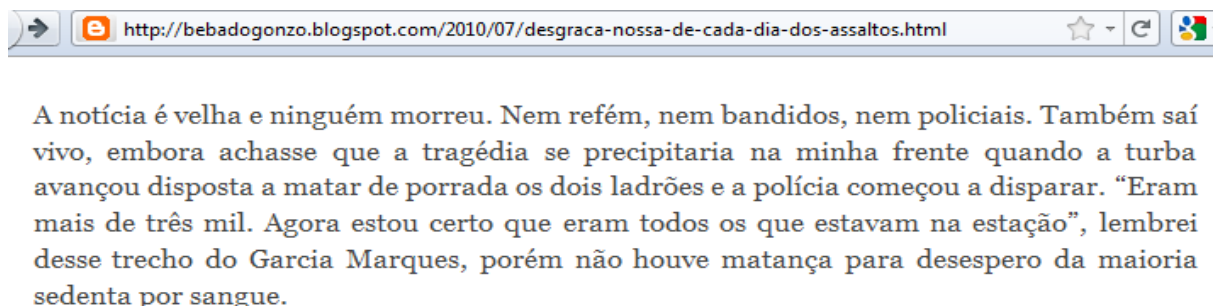 http://bebadogonzo.blogspot.com/2010/07/desgraca-nossa-de-cada-dia-dos-assaltos.html
A notícia é velha e ninguém morreu. Nem refém, nem bandidos, nem policiais. Também saí
vivo, embora achasse que a tragédia se precipitaria na minha frente quando a turba
avançou disposta a matar de porrada os dois ladrões e a polícia começou a disparar. “Eram
mais de três mil. Agora estou certo que eram todos os que estavam na estação”, lembrei
desse trecho do Garcia Marques, porém não houve matança para desespero da maioria
sedenta por sangue.